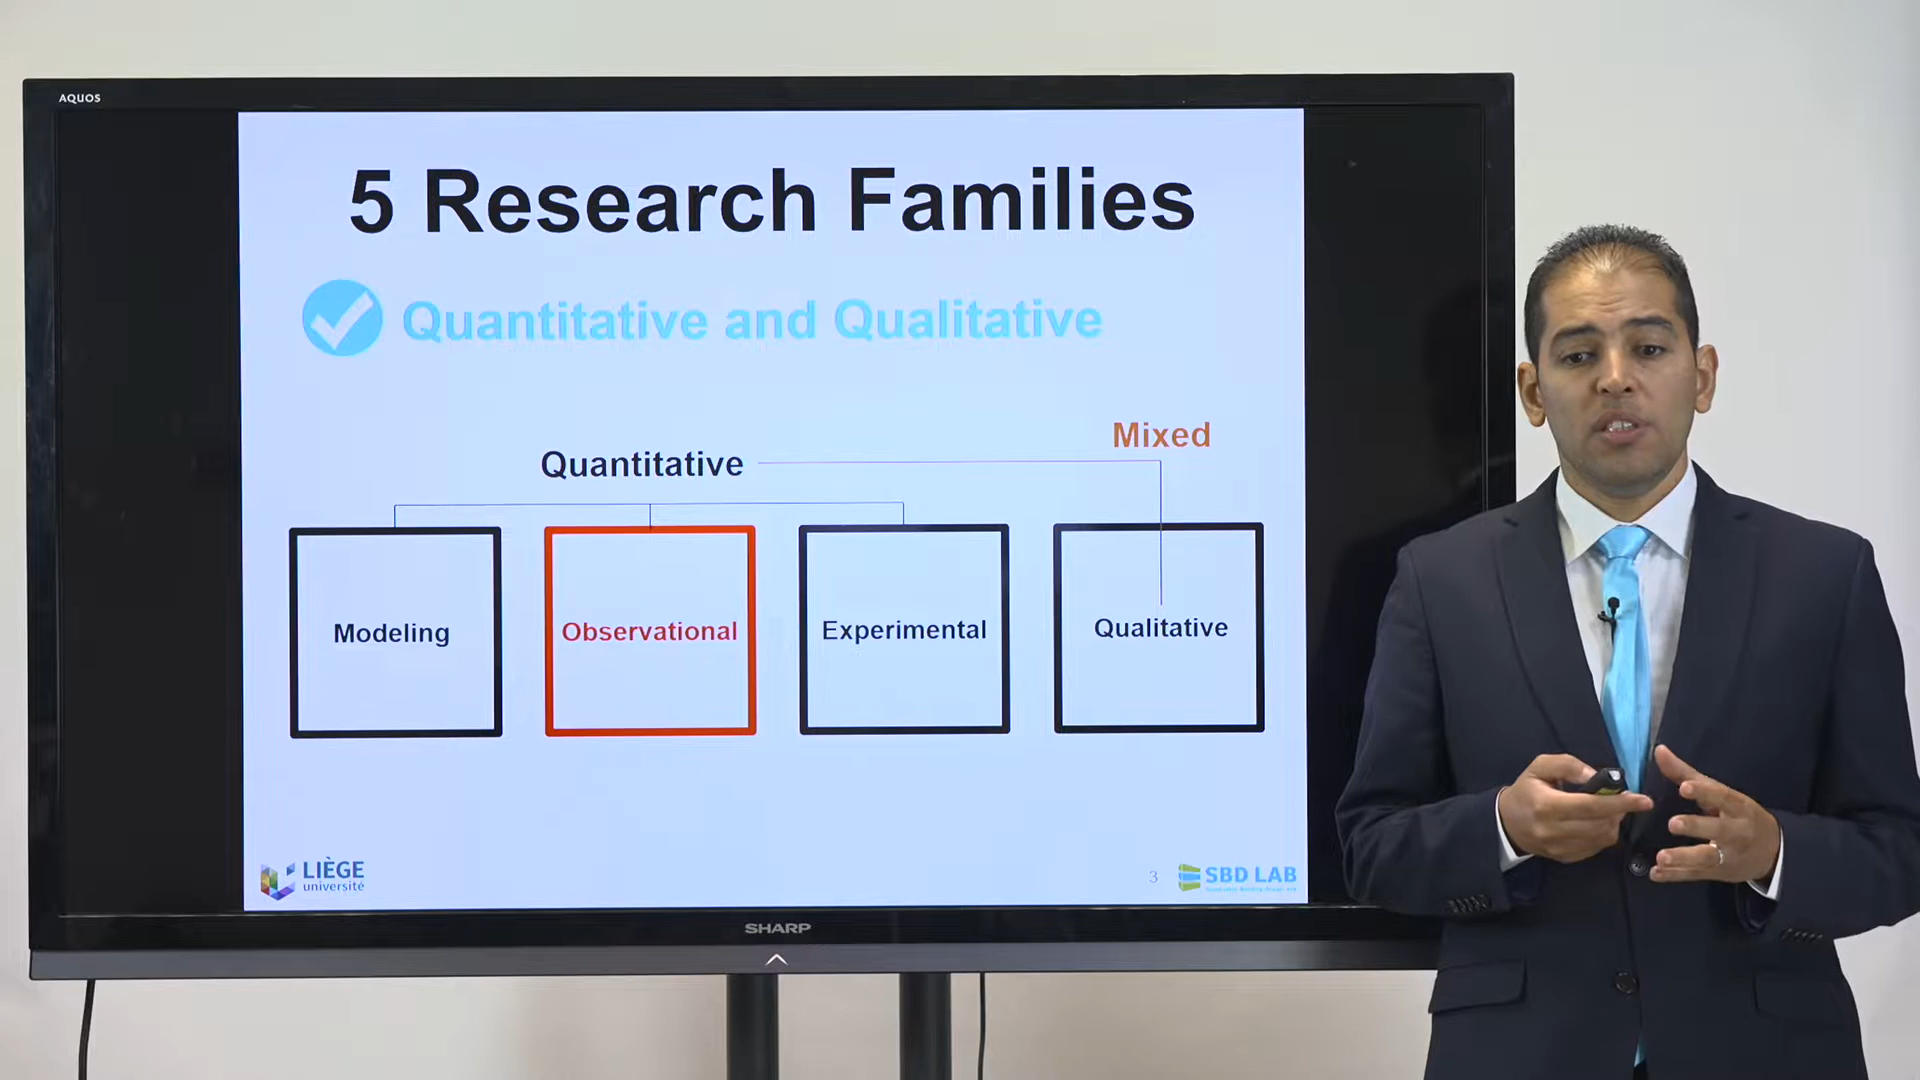 AQUOS
5 Research Families
Quantitative and Qualitative
Mixed
Quantitative
Modeling
Observational
Experimental
Qualitative
LIÈGE
université
3
SBD LAB
SHARP